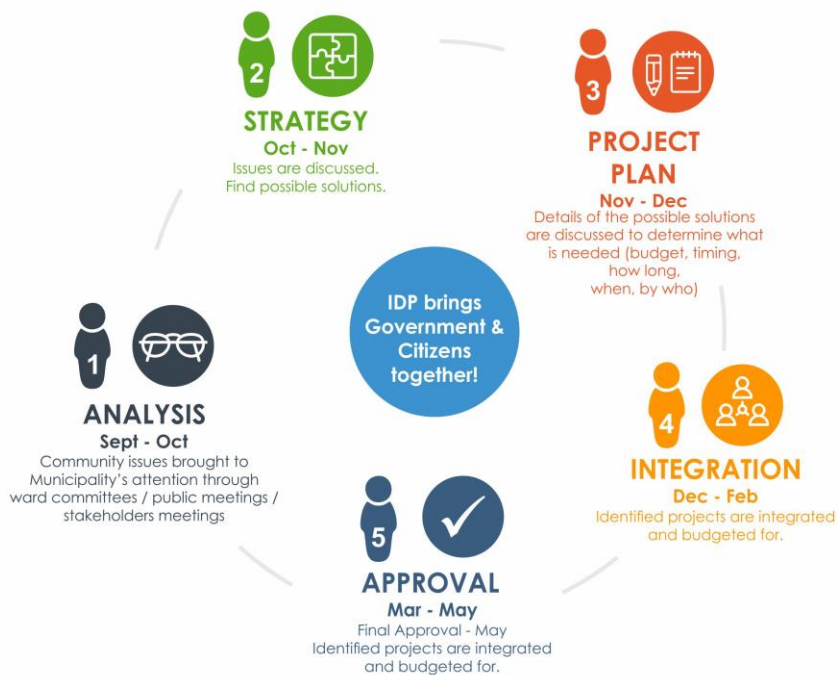 1
ANALYSIS
Sept - Oct
Community issues brought to
Municipality's attention through
ward committees / public meetings /
stakeholders meetings
2
STRATEGY
Oct - Nov
Issues are discussed.
Find possible solutions.
3
PROJECT
PLAN
Nov - Dec
Details of the possible solutions
are discussed to determine what
is needed (budget, timing,
how long,
when, by who)
4
INTEGRATION
Dec - Feb
Identified projects are integrated
and budgeted for.
5
APPROVAL
Mar - May
Final Approval - May
Identified projects are integrated
and budgeted for.
IDP brings
Government &
Citizens
together!